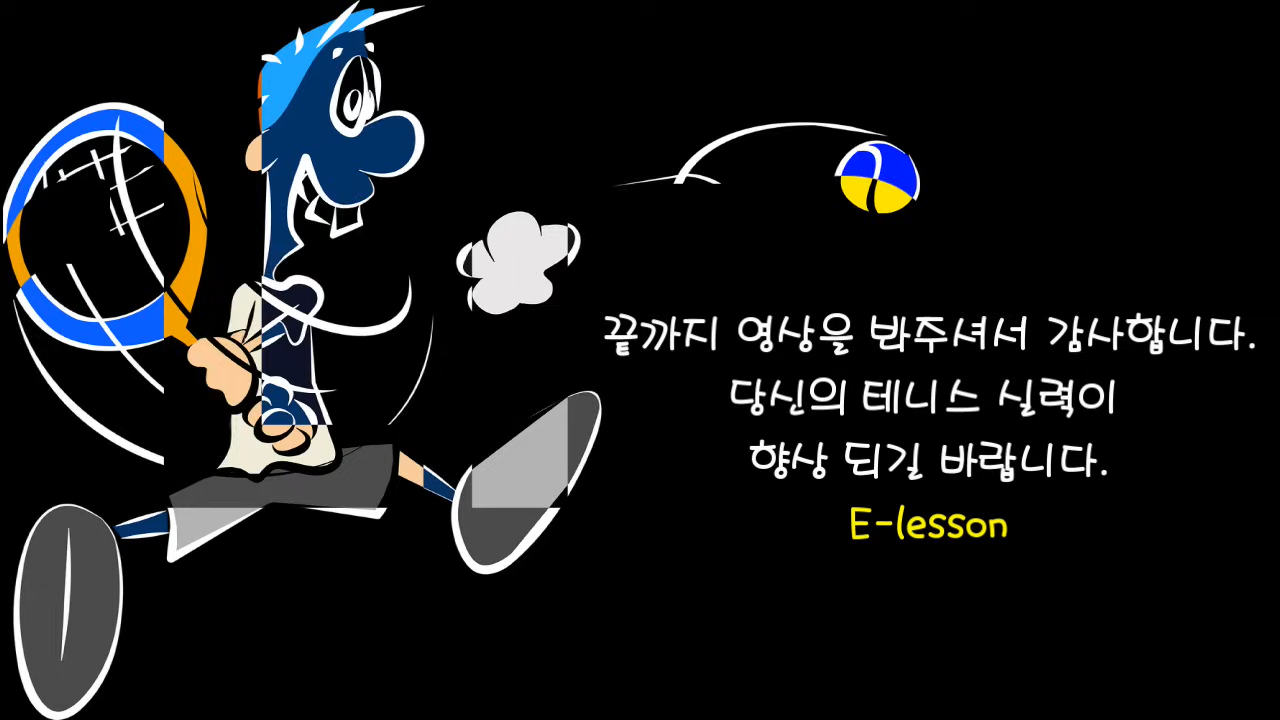 끝까지 영상을 봐주셔서 감사합니다.
당신의 테니스 실력이
향상 되길 바랍니다.
E-lesson